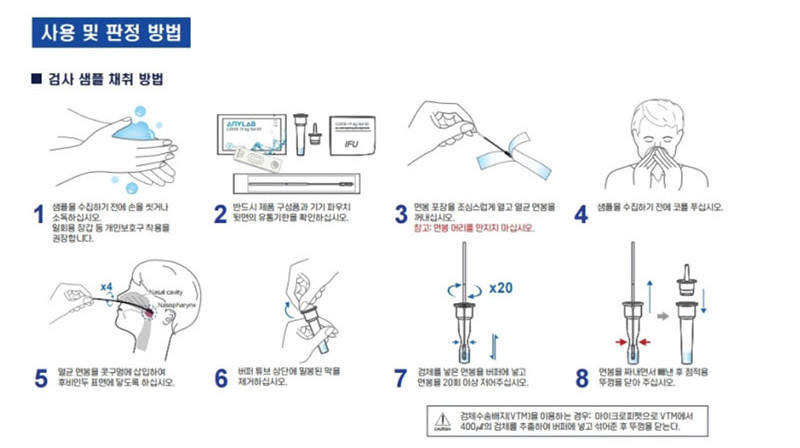 사용 및 판정 방법
■ 검사 샘플 채취 방법
ANYLAB
COVID-19 Ag Test Kit
IFU
1 샘플을 수집하기 전에 손을 씻거나
소독하십시오.
일회용 장갑 등 개인보호구 착용을
권장합니다.
2 반드시 제품 구성품과 기기 파우치
뒷면의 유통기한을 확인하십시오.
3 면봉 포장을 조심스럽게 열고 멸균 면봉을
꺼내십시오.
참고: 면봉 머리를 만지지 마십시오.
4 샘플을 수집하기 전에 코를 푸십시오.
x4
Nasal cavity
Nasopharynx
x20
5 멸균 면봉을 콧구멍에 삽입하여
후비인두 표면에 닿도록 하십시오.
6 버퍼 튜브 상단에 밀봉된 막을
제거하십시오.
7 검체를 넣은 면봉을 버퍼에 넣고
면봉을 20회 이상 저어주십시오.
8 면봉을 짜내면서 빼낸 후 점적용
뚜껑을 닫아 주십시오.
CAUTION
검체수송배지(VTM)을 이용하는 경우: 마이크로피펫으로 VTM에서
400㎕의 검체를 추출하여 버퍼에 넣고 섞어준 후 뚜껑을 닫는다.